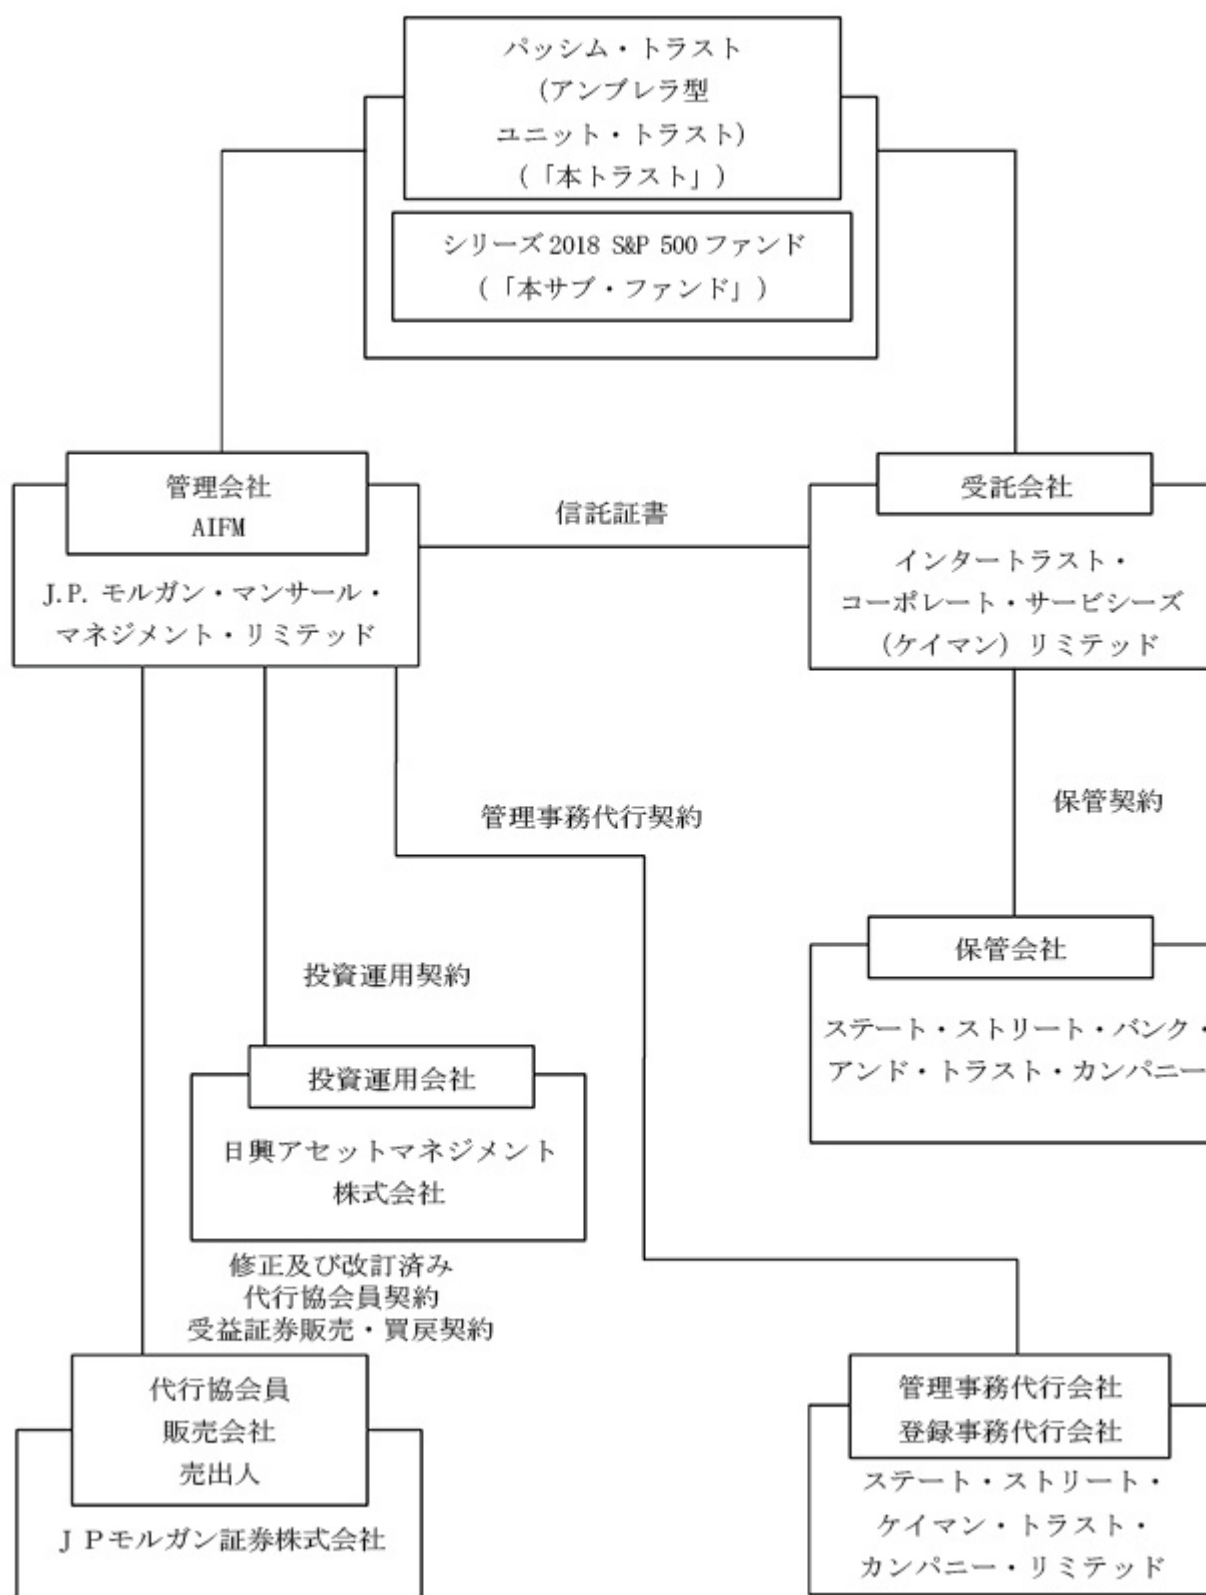 パッシム・トラスト
（アンブレラ型
ユニット・トラスト）
（「本トラスト」）
シリーズ 2018 S&P 500 ファンド
（「本サブ・ファンド」）
管理会社
AIFM
J.P. モルガン・マンサール・
マネジメント・リミテッド
信託証書
受託会社
インタートラスト・
コーポレート・サービシーズ
（ケイマン）リミテッド
管理事務代行契約
保管契約
保管会社
ステート・ストリート・バンク・
アンド・トラスト・カンパニー
投資運用契約
投資運用会社
日興アセットマネジメント
株式会社
修正及び改訂済み
代行協会員契約
受益証券販売・買戻契約
代行協会員
販売会社
売出人
ＪＰモルガン証券株式会社
管理事務代行会社
登録事務代行会社
ステート・ストリート・
ケイマン・トラスト・
カンパニー・リミテッド